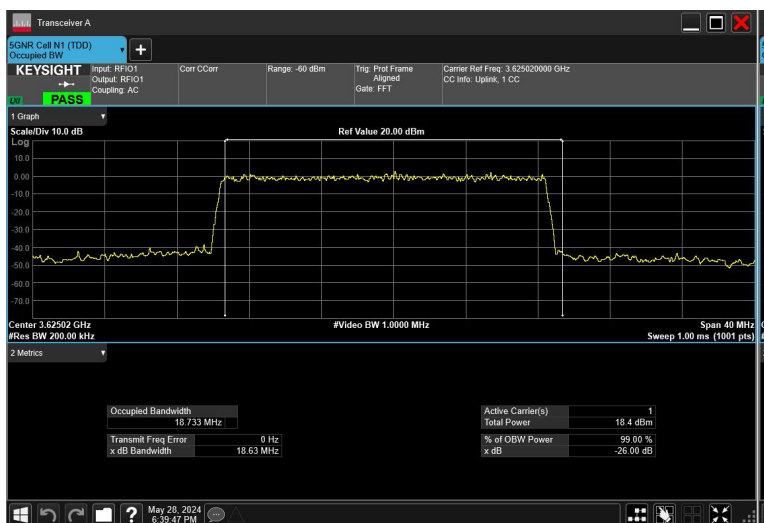 Transceiver A
5GNR Cell N1 (TDD)
Occupied BW
KEYSIGHT
Input: RFIO1
Output: RFIO1
Coupling: AC
Corr CCorr
Range: -60 dBm
Trig: Prot Frame
Aligned
Gate: FFT
Carrier Ref Freq: 3.625020000 GHz
CC Info: Uplink, 1 CC
LXI
PASS
1 Graph
Scale/Div 10.0 dB
Ref Value 20.00 dBm
Log
10.0
0.00
-10.0
-20.0
-30.0
-40.0
-50.0
-60.0
-70.0
Center 3.62502 GHz
#Video BW 1.0000 MHz
Span 40 MHz
#Res BW 200.00 kHz
Sweep 1.00 ms (1001 pts)
2 Metrics
Occupied Bandwidth
18.733 MHz
Active Carrier(s) 1
Total Power 18.4 dBm
Transmit Freq Error 0 Hz
x dB Bandwidth 18.63 MHz
% of OBW Power 99.00 %
x dB -26.00 dB
May 28, 2024
6:39:47 PM